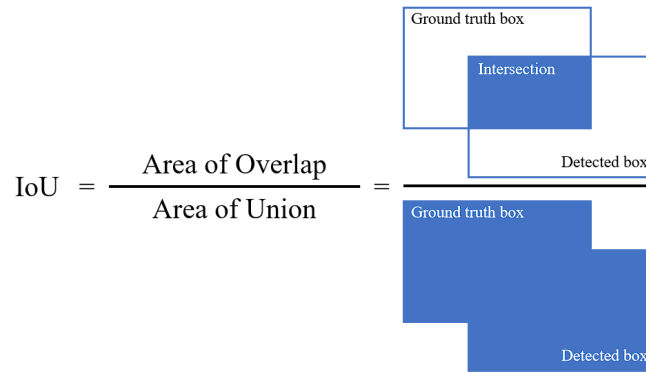 Ground truth box
Intersection
Detected box
IoU = Area of Overlap =
Area of Union
Ground truth box
Detected box